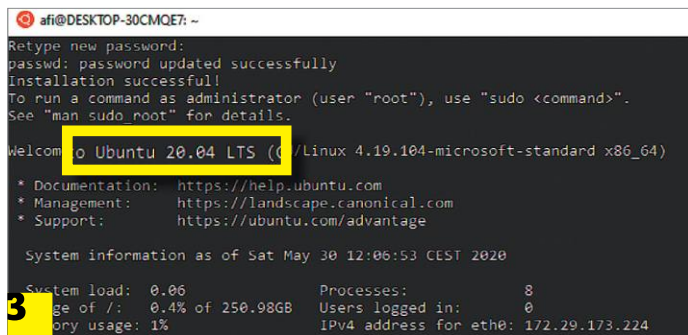 afi@DESKTOP-30CMQE7: ~
Retype new password:
passwd: password updated successfully
Installation successful!
To run a command as administrator (user "root"), use "sudo <command>".
See "man sudo_root" for details.
Welcom to Ubuntu 20.04 LTS (G /Linux 4.19.104-microsoft-standard x86_64)
* Documentation: https://help.ubuntu.com
* Management: https://landscape.canonical.com
* Support: https://ubuntu.com/advantage
System information as of Sat May 30 12:06:53 CEST 2020
System load: 0.06 Processes: 8
ge of /: 0.4% of 250.98GB Users logged in: 0
ory usage: 1% IPv4 address for eth0: 172.29.173.224
3